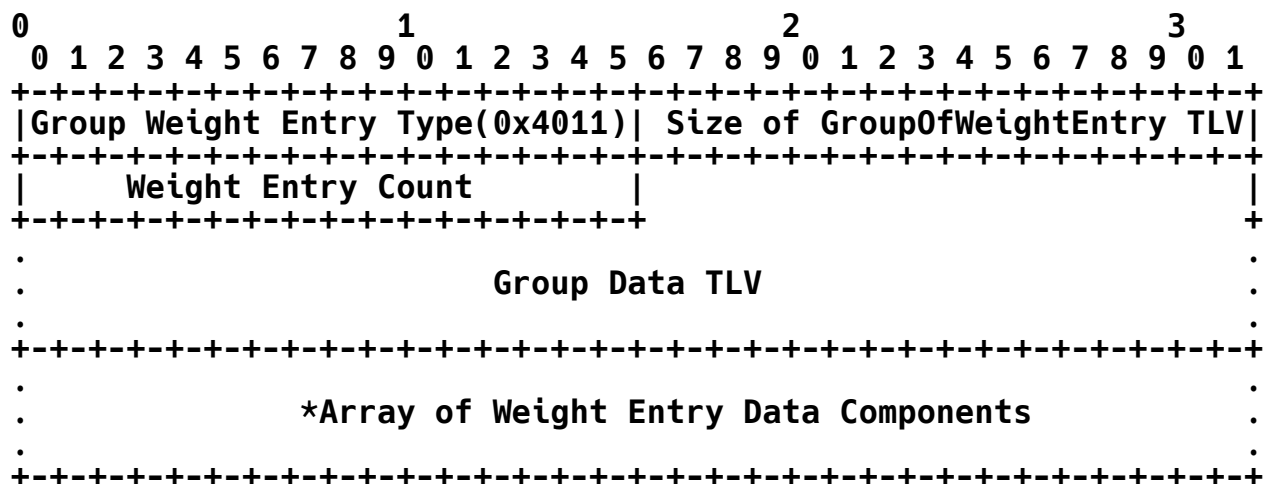 0                   1                   2                   3
 0 1 2 3 4 5 6 7 8 9 0 1 2 3 4 5 6 7 8 9 0 1 2 3 4 5 6 7 8 9 0 1
+-+-+-+-+-+-+-+-+-+-+-+-+-+-+-+-+-+-+-+-+-+-+-+-+-+-+-+-+-+-+-+-+
|Group Weight Entry Type(0x4011)| Size of GroupOfWeightEntry TLV|
+-+-+-+-+-+-+-+-+-+-+-+-+-+-+-+-+-+-+-+-+-+-+-+-+-+-+-+-+-+-+-+-+
|     Weight Entry Count        |                               |
+-+-+-+-+-+-+-+-+-+-+-+-+-+-+-+-+                               +
.                                                               .
.                        Group Data TLV                         .
.                                                               .
+-+-+-+-+-+-+-+-+-+-+-+-+-+-+-+-+-+-+-+-+-+-+-+-+-+-+-+-+-+-+-+-+
.                                                               .
.              *Array of Weight Entry Data Components           .
.                                                               .
+-+-+-+-+-+-+-+-+-+-+-+-+-+-+-+-+-+-+-+-+-+-+-+-+-+-+-+-+-+-+-+-+